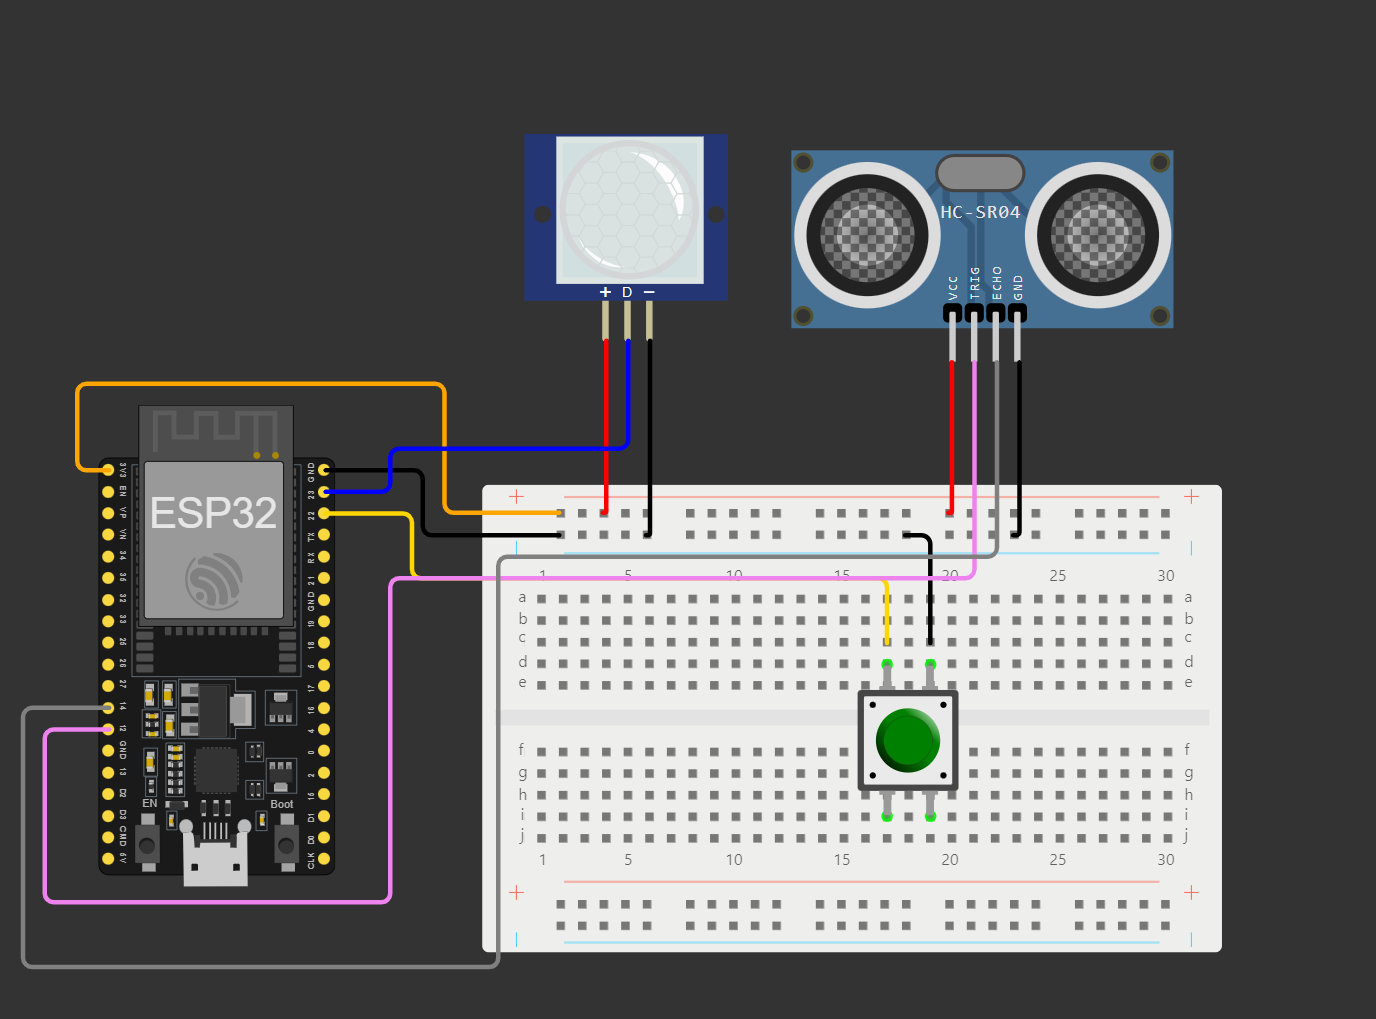 HC-SR04
VCC
TRIG
ECHO
GND
+ D −
ESP32
3V3
EN
VP
VN
34
35
32
33
25
26
27
14
12
GND
13
D2
D3
CMD
5V
GND
23
22
TX
RX
21
GND
19
18
5
17
16
4
0
2
15
D1
D0
CLK
EN
Boot
+ +
1 5 10 15 20 25 30
a a
b b
c c
d d
e e
f f
g g
h h
i i
j j
1 5 10 15 20 25 30
+ +